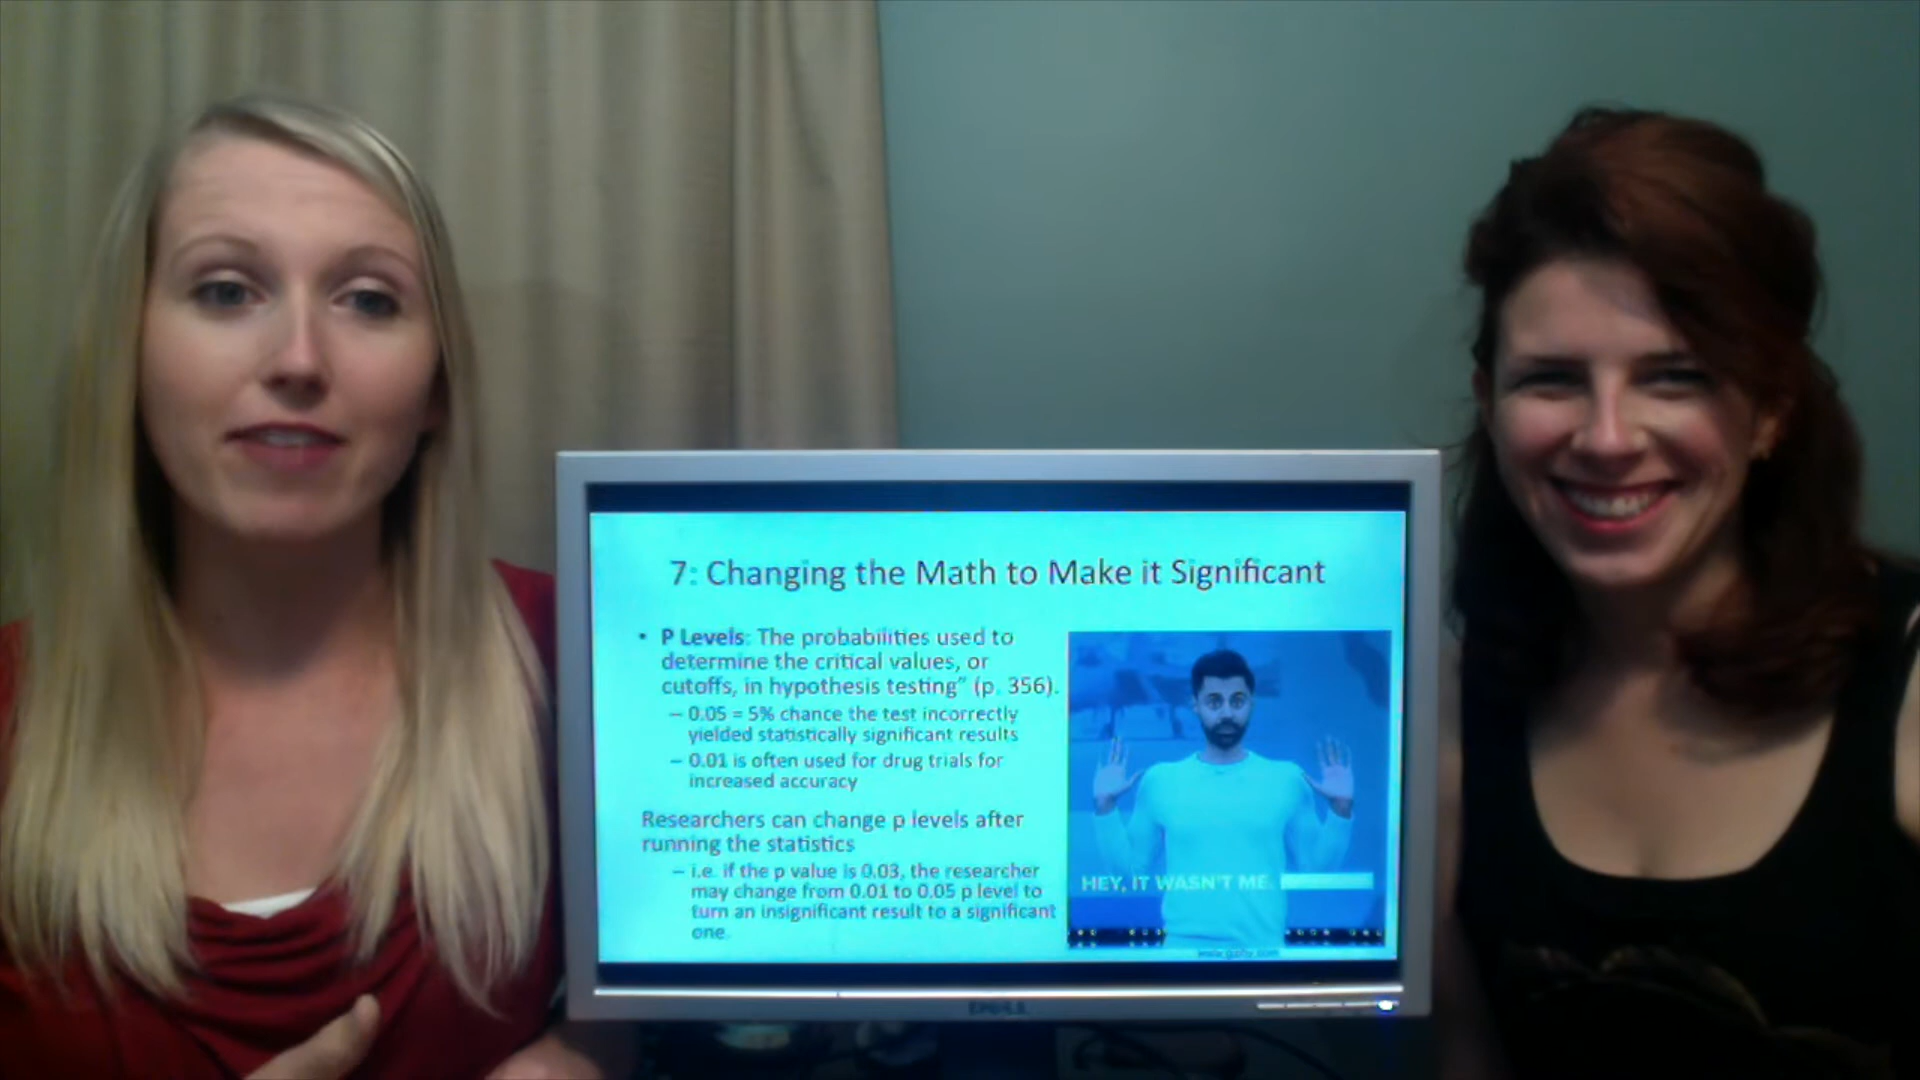 7: Changing the Math to Make it Significant
• P Levels: The probabilities used to
determine the critical values, or
cutoffs, in hypothesis testing" (p. 356).
– 0.05 = 5% chance the test incorrectly
yielded statistically significant results
– 0.01 is often used for drug trials for
increased accuracy
Researchers can change p levels after
running the statistics
– i.e. if the p value is 0.03, the researcher
may change from 0.01 to 0.05 p level to
turn an insignificant result to a significant
one.
HEY, IT WASN'T ME.
DELL